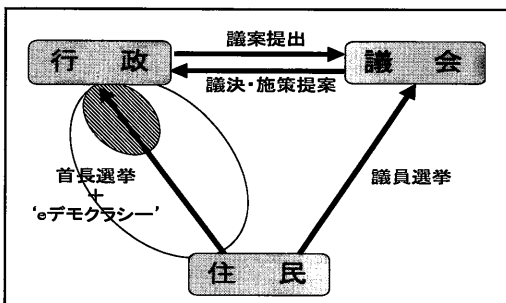 議案提出
行 政
議 会
議決・施策提案
首長選挙
+
‘eデモクラシー’
議員選挙
住 民